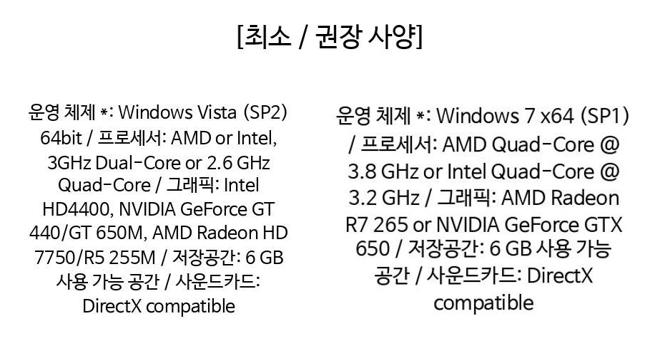 [최소 / 권장 사양]
운영 체제 *: Windows Vista (SP2)
64bit / 프로세서: AMD or Intel,
3GHz Dual-Core or 2.6 GHz
Quad-Core / 그래픽: Intel
HD4400, NVIDIA GeForce GT
440/GT 650M, AMD Radeon HD
7750/R5 255M / 저장공간: 6 GB
사용 가능 공간 / 사운드카드:
DirectX compatible
운영 체제 *: Windows 7 x64 (SP1)
/ 프로세서: AMD Quad-Core @
3.8 GHz or Intel Quad-Core @
3.2 GHz / 그래픽: AMD Radeon
R7 265 or NVIDIA GeForce GTX
650 / 저장공간: 6 GB 사용 가능
공간 / 사운드카드: DirectX
compatible